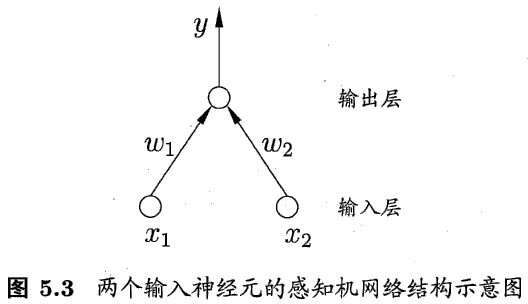 y
输出层
w₁ w₂
输入层
x₁ x₂
图 5.3 两个输入神经元的感知机网络结构示意图